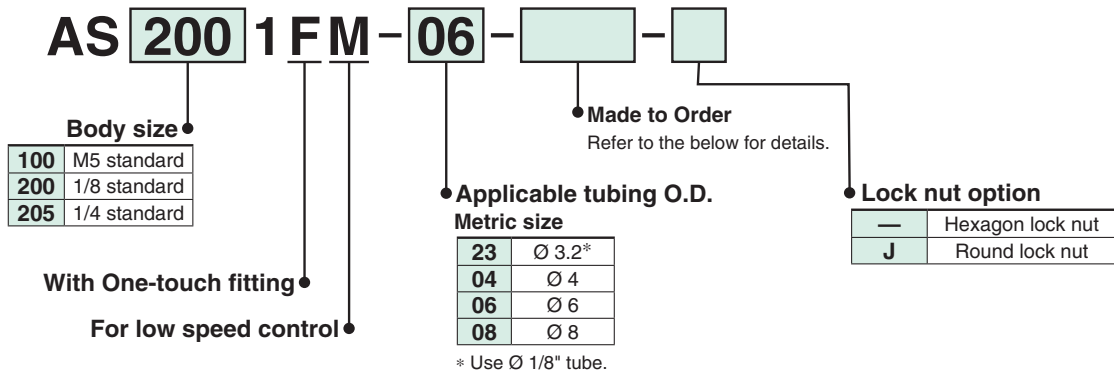 AS 200 1 F M - 06 - -
Made to Order
Refer to the below for details.
Body size
100 M5 standard
200 1/8 standard
205 1/4 standard
Applicable tubing O.D.
Metric size
23 Ø 3.2*
04 Ø 4
06 Ø 6
08 Ø 8
* Use Ø 1/8" tube.
Lock nut option
— Hexagon lock nut
J Round lock nut
With One-touch fitting
For low speed control